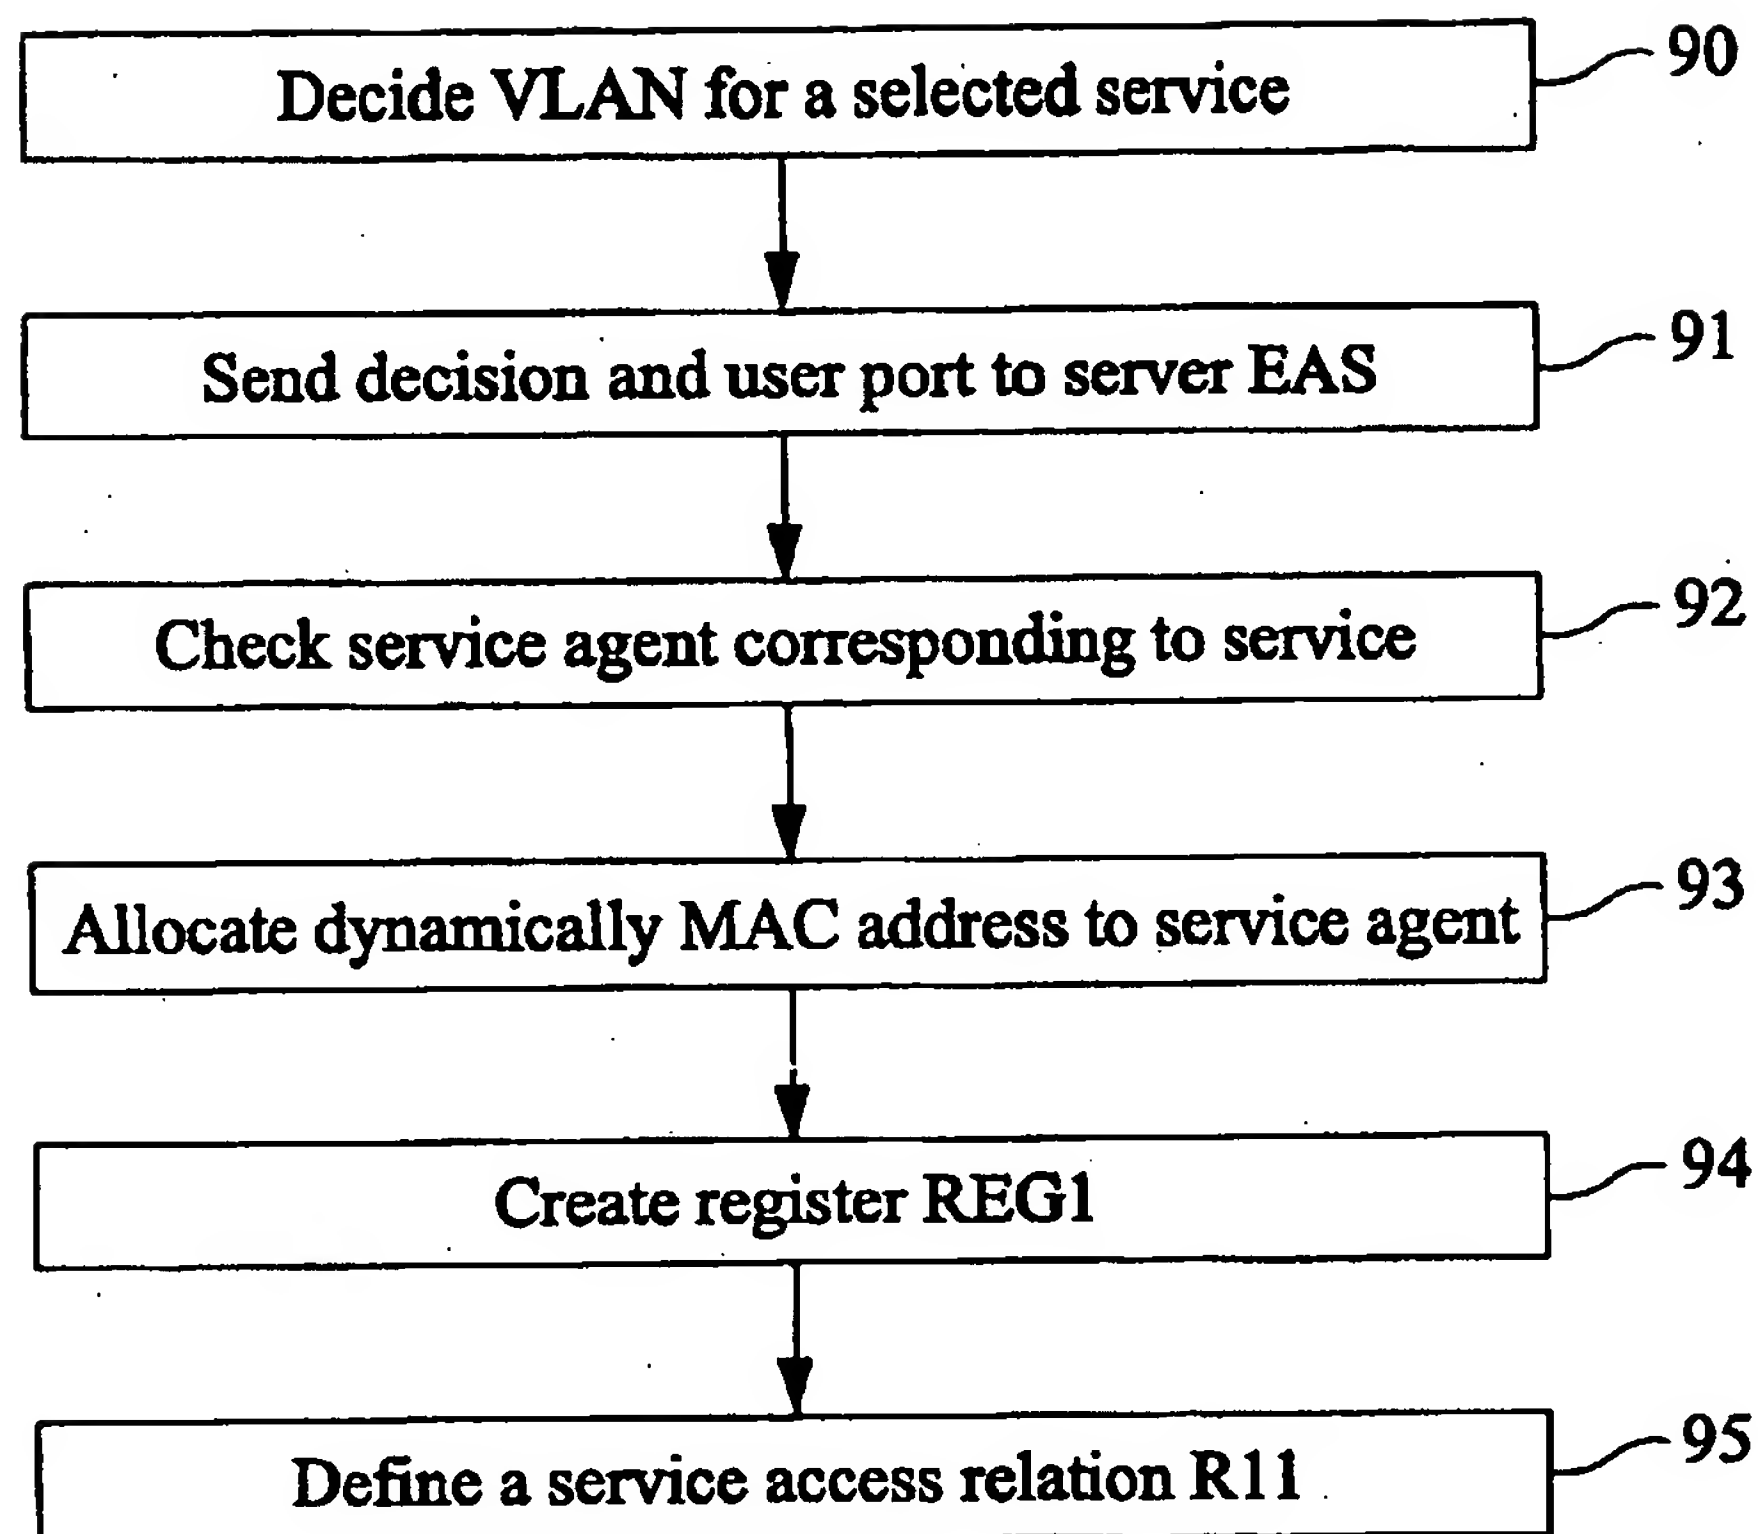 Decide VLAN for a selected service 90
Send decision and user port to server EAS 91
Check service agent corresponding to service 92
Allocate dynamically MAC address to service agent 93
Create register REG1 94
Define a service access relation R11 95